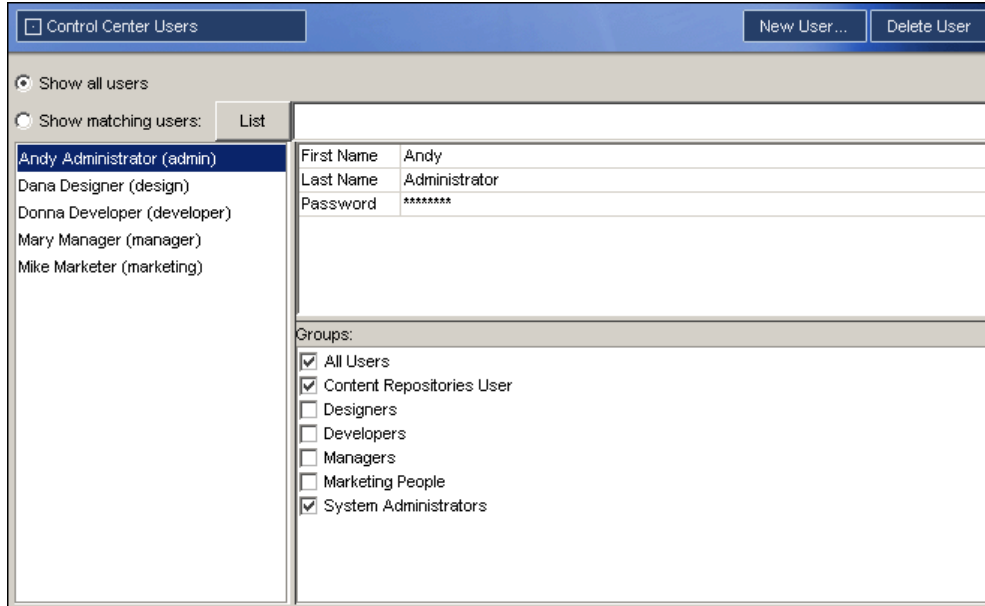 Control Center Users
New User...
Delete User
Show all users
Show matching users:
List
Andy Administrator (admin)
Dana Designer (design)
Donna Developer (developer)
Mary Manager (manager)
Mike Marketer (marketing)
First Name Andy
Last Name Administrator
Password ********
Groups:
All Users
Content Repositories User
Designers
Developers
Managers
Marketing People
System Administrators